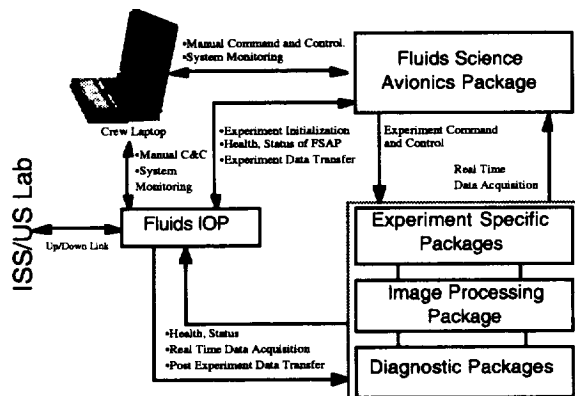 •Manual Command and Control.
•System Monitoring
Fluids Science
Avionics Package
Crew Laptop
•Experiment Initialization
•Health, Status of FSAP
•Experiment Data Transfer
Experiment Command
and Control
•Manual C&C
•System
Monitoring
Real Time
Data Acquisition
ISS/US Lab
Up/Down Link
Fluids IOP
Experiment Specific
Packages
Image Processing
Package
•Health, Status
•Real Time Data Acquisition
•Post Experiment Data Transfer
Diagnostic Packages